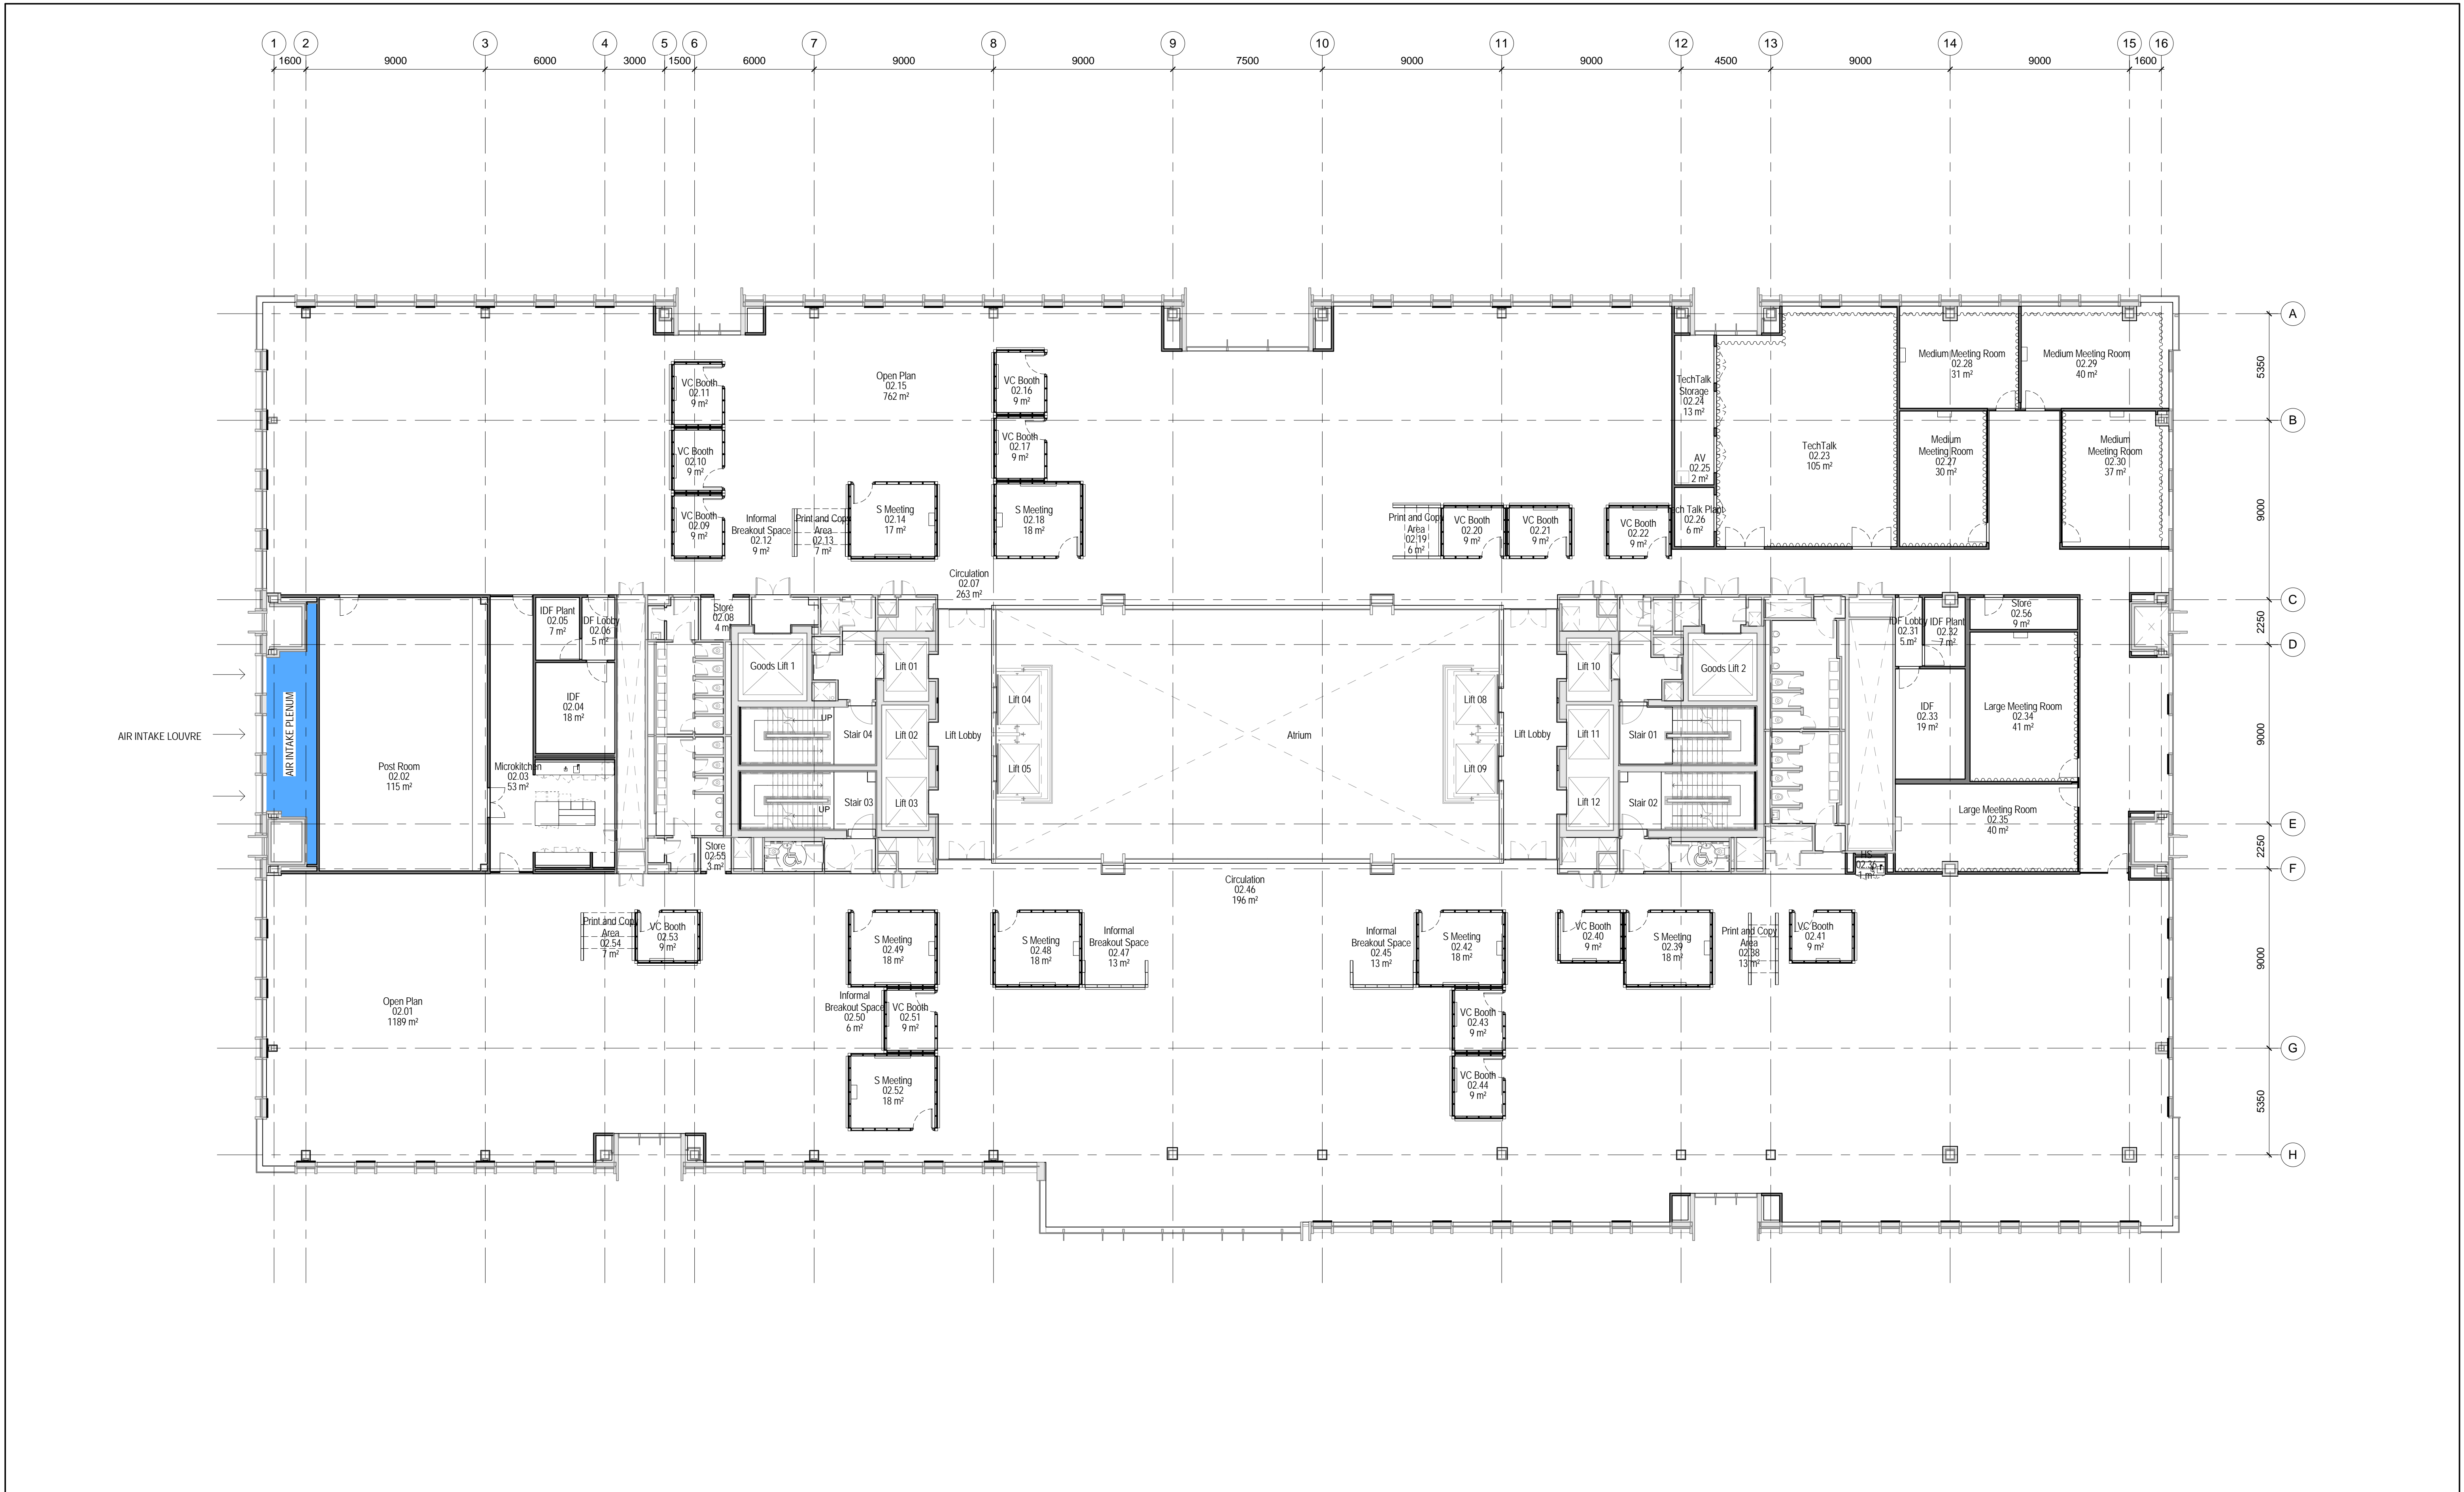 1 2 3 4 5 6 7 8 9 10 11 12 13 14 15 16
1600 9000 6000 3000 1500 6000 9000 9000 7500 9000 9000 4500 9000 9000 1600
A
5350
B
9000
C
2250
D
9000
E
2250
F
9000
G
5350
H
VC Booth
02.11
9 m²
VC Booth
02.10
9 m²
VC Booth
02.09
9 m²
Open Plan
02.15
762 m²
Informal
Breakout Space
02.12
9 m²
Print and Copy
Area
02.13
7 m²
S Meeting
02.14
17 m²
VC Booth
02.16
9 m²
VC Booth
02.17
9 m²
S Meeting
02.18
18 m²
Print and Copy
Area
02.19
6 m²
VC Booth
02.20
9 m²
VC Booth
02.21
9 m²
VC Booth
02.22
9 m²
TechTalk
Storage
02.24
13 m²
AV
02.25
2 m²
Tech Talk Plant
02.26
6 m²
TechTalk
02.23
105 m²
Medium Meeting Room
02.28
31 m²
Medium Meeting Room
02.29
40 m²
Medium
Meeting Room
02.27
30 m²
Medium
Meeting Room
02.30
37 m²
Circulation
02.07
263 m²
AIR INTAKE LOUVRE
AIR INTAKE PLENUM
Post Room
02.02
115 m²
Microkitchen
02.03
53 m²
IDF Plant
02.05
7 m²
IDF Lobby
02.06
5 m²
IDF
02.04
18 m²
Store
02.08
4 m²
Goods Lift 1
Lift 01
Lift 02
Lift 03
UP
Stair 04
UP
Stair 03
Store
02.55
3 m²
Lift Lobby
Lift 04
Lift 05
Atrium
Lift 08
Lift 09
Lift Lobby
Lift 10
Lift 11
Lift 12
Goods Lift 2
Stair 01
Stair 02
IDF Lobby
02.31
5 m²
IDF Plant
02.32
7 m²
Store
02.56
9 m²
IDF
02.33
19 m²
Large Meeting Room
02.34
41 m²
Large Meeting Room
02.35
40 m²
HS
02.36
1 m²
Circulation
02.46
196 m²
Print and Copy
Area
02.54
7 m²
VC Booth
02.53
9 m²
Open Plan
02.01
1189 m²
S Meeting
02.49
18 m²
Informal
Breakout Space
02.50
6 m²
VC Booth
02.51
9 m²
S Meeting
02.52
18 m²
S Meeting
02.48
18 m²
Informal
Breakout Space
02.47
13 m²
Informal
Breakout Space
02.45
13 m²
S Meeting
02.42
18 m²
VC Booth
02.43
9 m²
VC Booth
02.44
9 m²
VC Booth
02.40
9 m²
S Meeting
02.39
18 m²
Print and Copy
Area
02.38
13 m²
VC Booth
02.41
9 m²